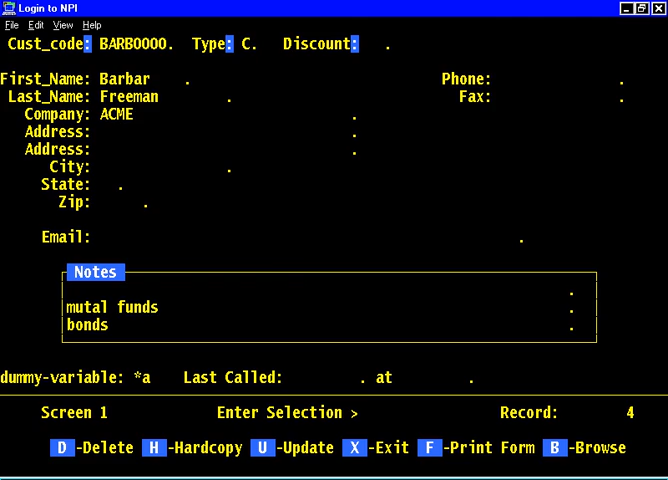 Login to NPI
File Edit View Help
Cust_code: BARBOOOO. Type: C. Discount: .
First_Name: Barbar . Phone: .
Last_Name: Freeman . Fax: .
Company: ACME .
Address: .
Address: .
City: .
State: .
Zip: .
Email: .
Notes
.
mutal funds .
bonds .
dummy-variable: *a Last Called: . at .
Screen 1 Enter Selection > Record: 4
D -Delete H -Hardcopy U -Update X -Exit F -Print Form B -Browse